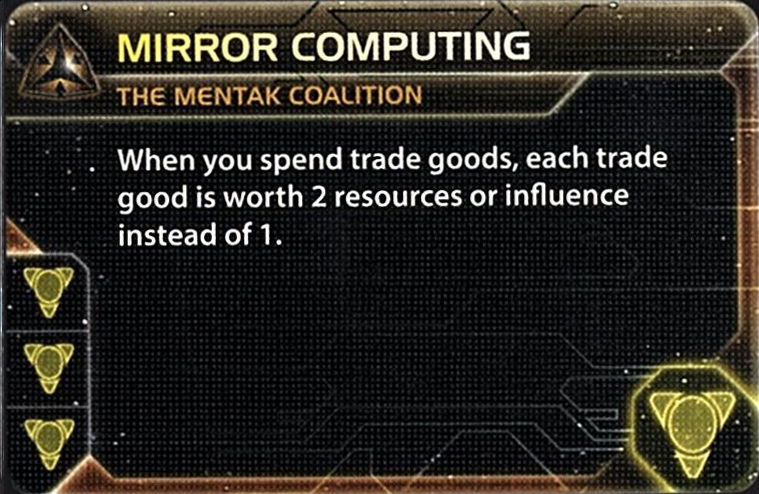 MIRROR COMPUTING
THE MENTAK COALITION
When you spend trade goods, each trade
good is worth 2 resources or influence
instead of 1.